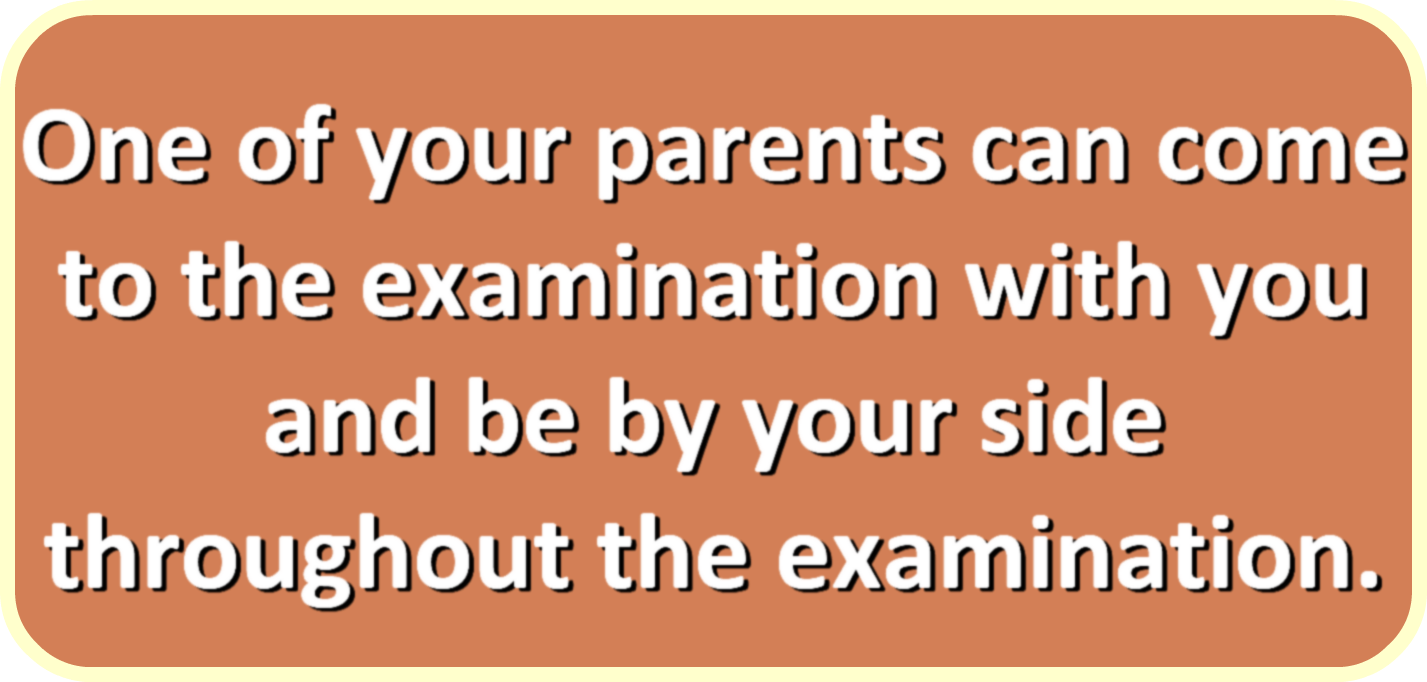 One of your parents can come
to the examination with you
and be by your side
throughout the examination.